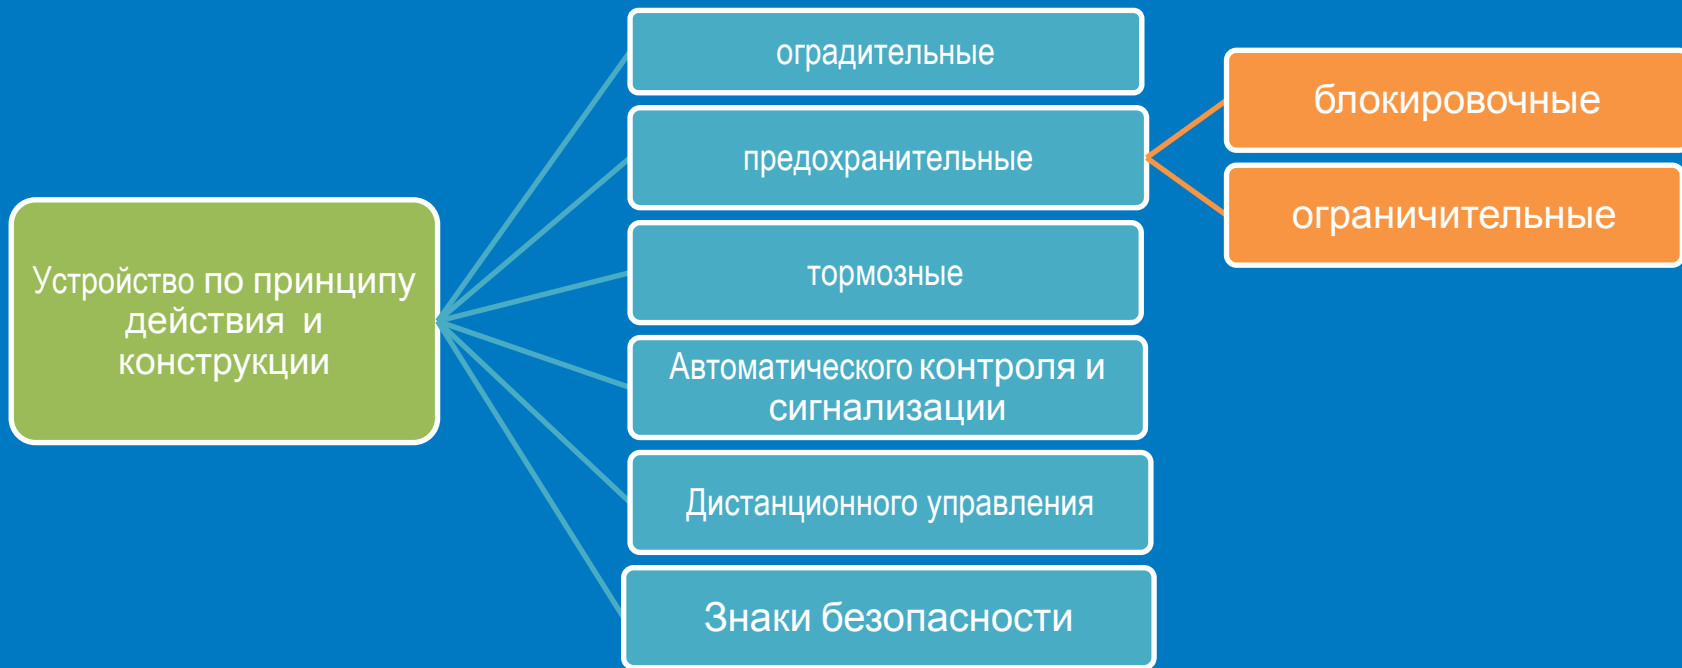 Устройство по принципу
действия и
конструкции
оградительные
предохранительные
тормозные
Автоматического контроля и
сигнализации
Дистанционного управления
Знаки безопасности
блокировочные
ограничительные